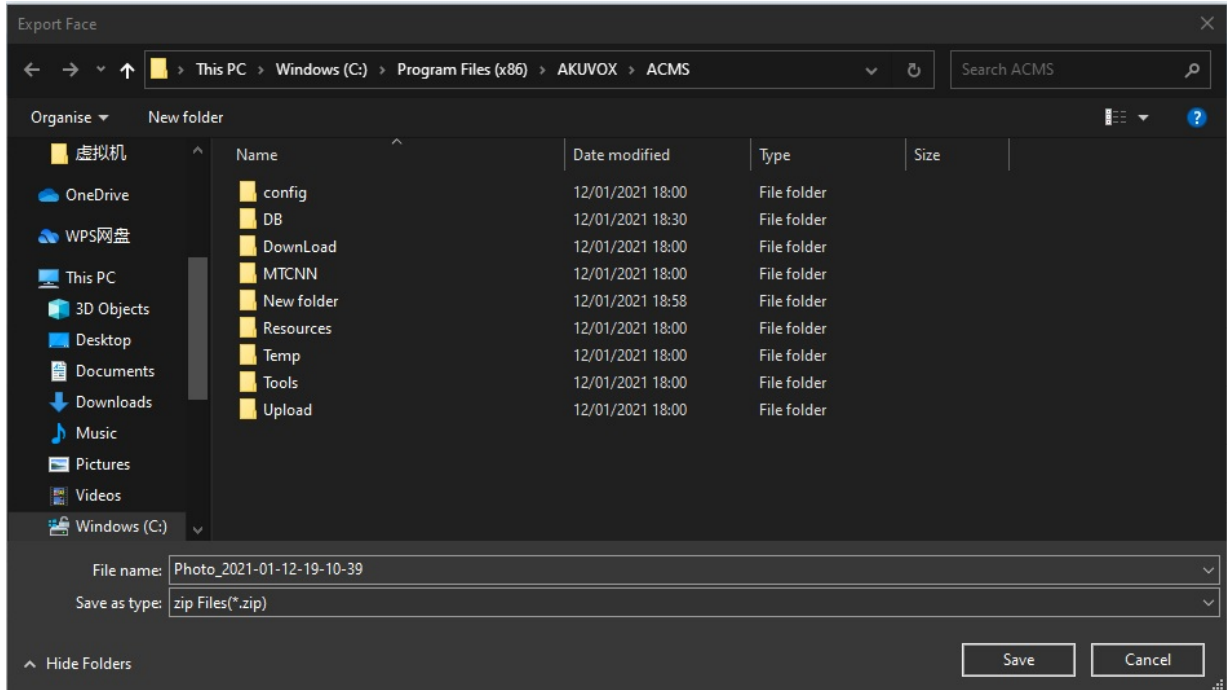 Export Face
This PC > Windows (C:) > Program Files (x86) > AKUVOX > ACMS
Search ACMS
Organise
New folder
虚拟机
OneDrive
WPS网盘
This PC
3D Objects
Desktop
Documents
Downloads
Music
Pictures
Videos
Windows (C:)
Name Date modified Type Size
config 12/01/2021 18:00 File folder
DB 12/01/2021 18:30 File folder
DownLoad 12/01/2021 18:00 File folder
MTCNN 12/01/2021 18:00 File folder
New folder 12/01/2021 18:58 File folder
Resources 12/01/2021 18:00 File folder
Temp 12/01/2021 18:00 File folder
Tools 12/01/2021 18:00 File folder
Upload 12/01/2021 18:00 File folder
File name: Photo_2021-01-12-19-10-39
Save as type: zip Files(*.zip)
Hide Folders
Save
Cancel